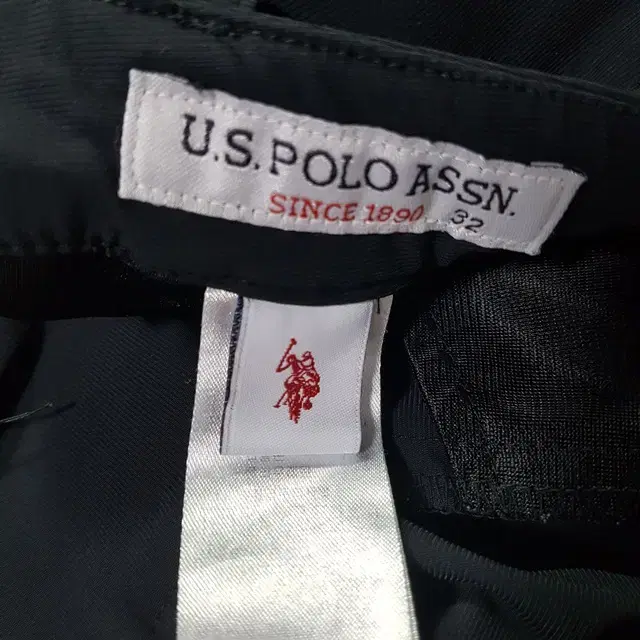 U.S. POLO ASSN.
SINCE 1890
32